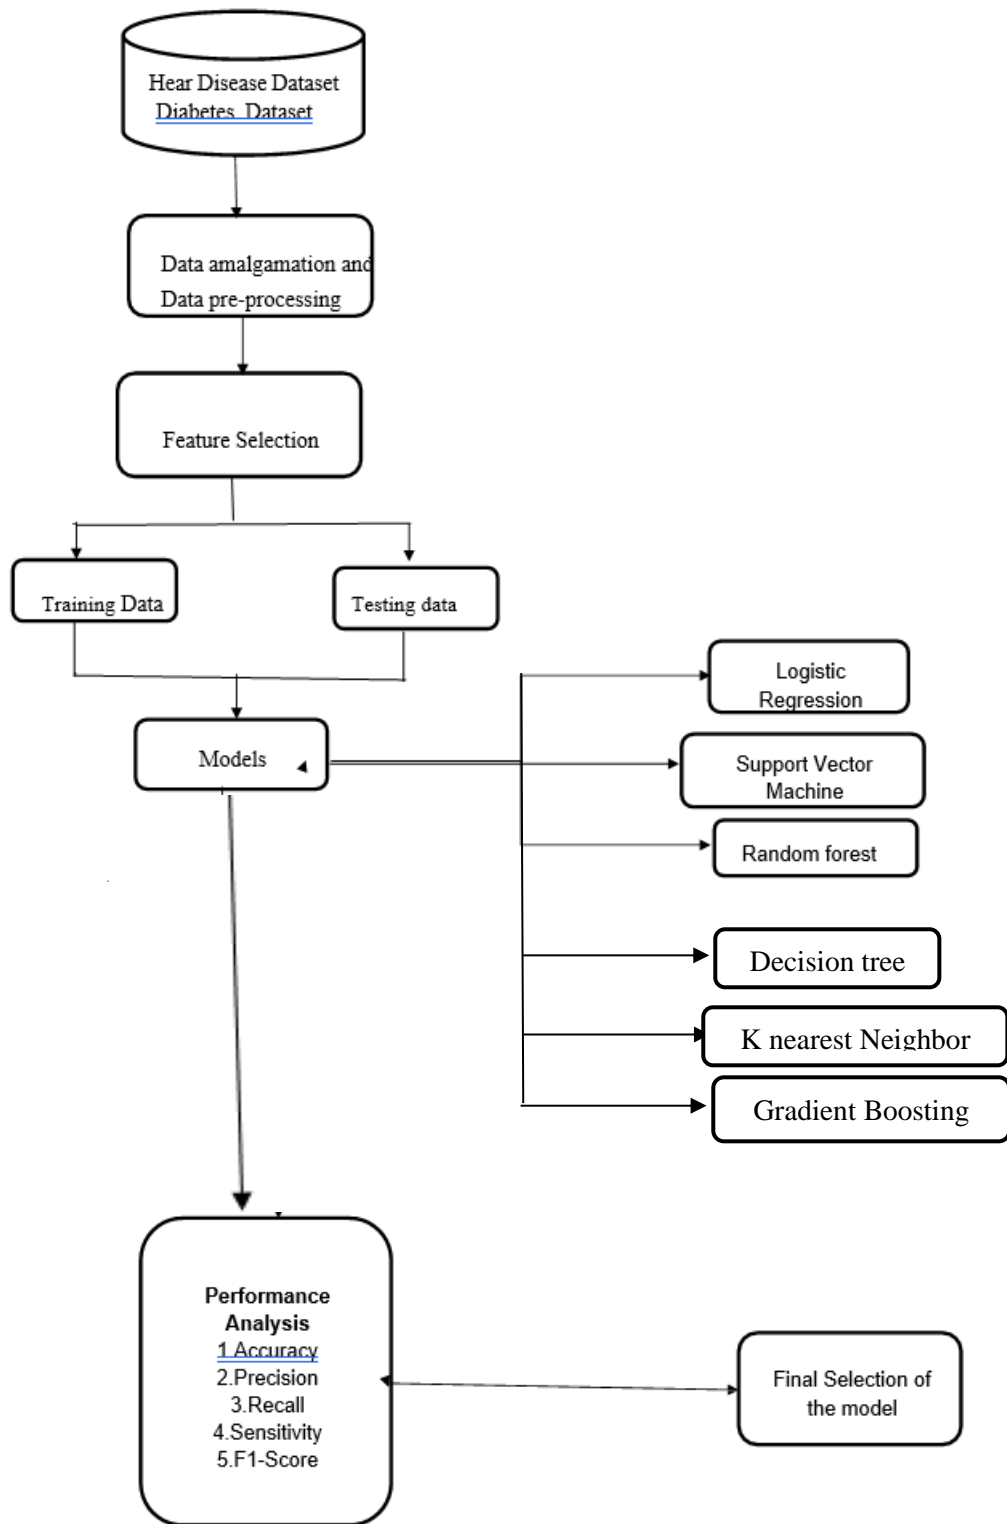 Hear Disease Dataset
Diabetes Dataset
Data amalgamation and
Data pre-processing
Feature Selection
Training Data
Testing data
Models
Logistic
Regression
Support Vector
Machine
Random forest
Decision tree
K nearest Neighbor
Gradient Boosting
Performance
Analysis
1.Accuracy
2.Precision
3.Recall
4.Sensitivity
5.F1-Score
Final Selection of
the model